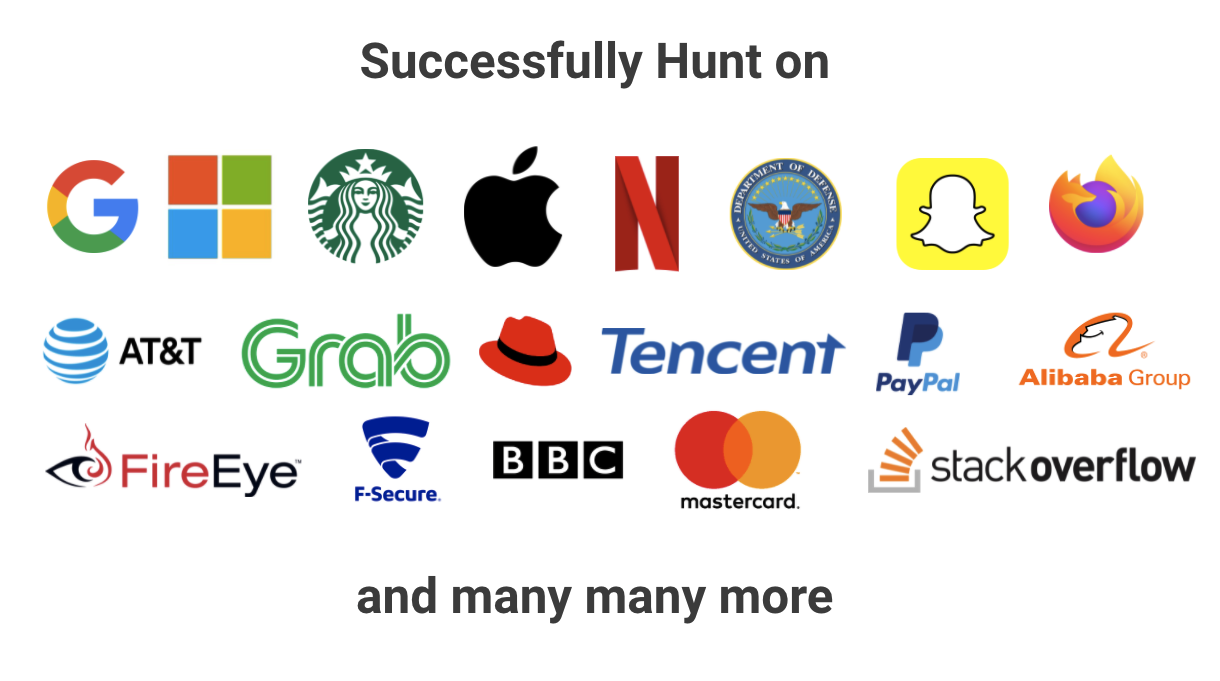 Successfully Hunt on
DEPARTMENT OF DEFENSE
UNITED STATES OF AMERICA
AT&T
Grab
Tencent
PayPal
Alibaba Group
FireEye™
F-Secure.
BBC
mastercard.
stackoverflow
and many many more